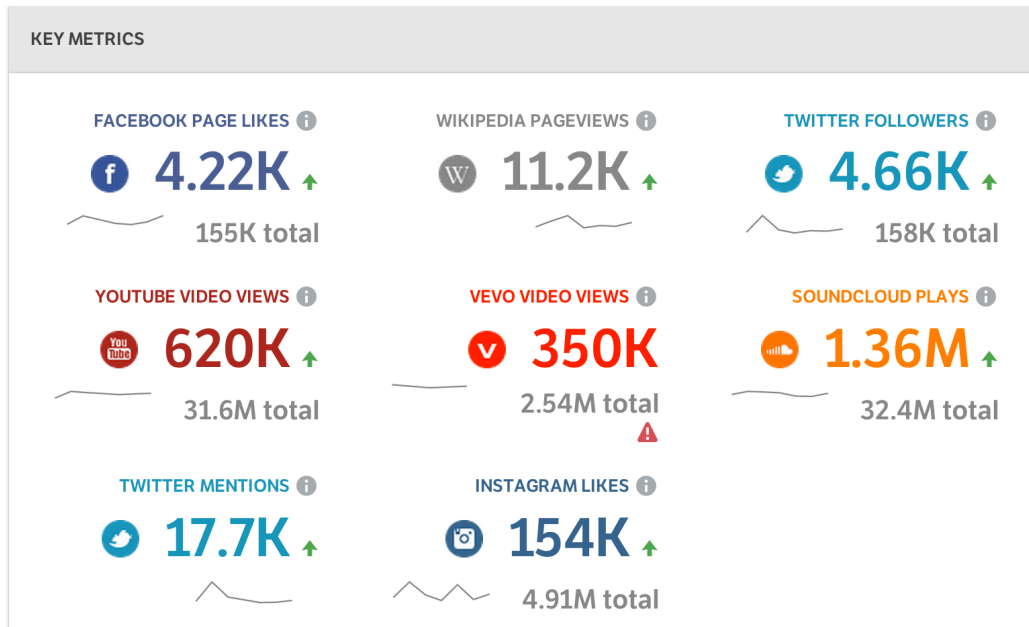 KEY METRICS
FACEBOOK PAGE LIKES i
f 4.22K
155K total
WIKIPEDIA PAGEVIEWS i
W 11.2K
TWITTER FOLLOWERS i
4.66K
158K total
YOUTUBE VIDEO VIEWS i
You
Tube
620K
31.6M total
VEVO VIDEO VIEWS i
V 350K
2.54M total
!
SOUNDCLOUD PLAYS i
1.36M
32.4M total
TWITTER MENTIONS i
17.7K
INSTAGRAM LIKES i
154K
4.91M total